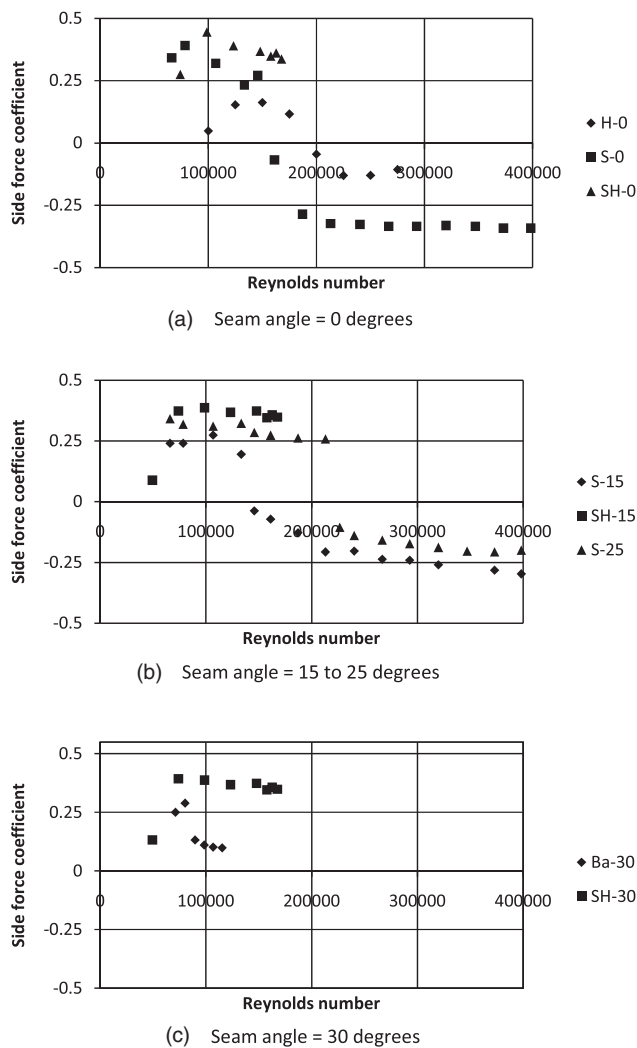 0.5
0.25
0
-0.25
-0.5
0
100000
200000
300000
400000
Side force coefficient
Reynolds number
H-0
S-0
SH-0
(a) Seam angle = 0 degrees
0.5
0.25
0
-0.25
-0.5
0
100000
200000
300000
400000
Side force coefficient
Reynolds number
S-15
SH-15
S-25
(b) Seam angle = 15 to 25 degrees
0.5
0.25
0
-0.25
-0.5
0
100000
200000
300000
400000
Side force coefficient
Reynolds number
Ba-30
SH-30
(c) Seam angle = 30 degrees